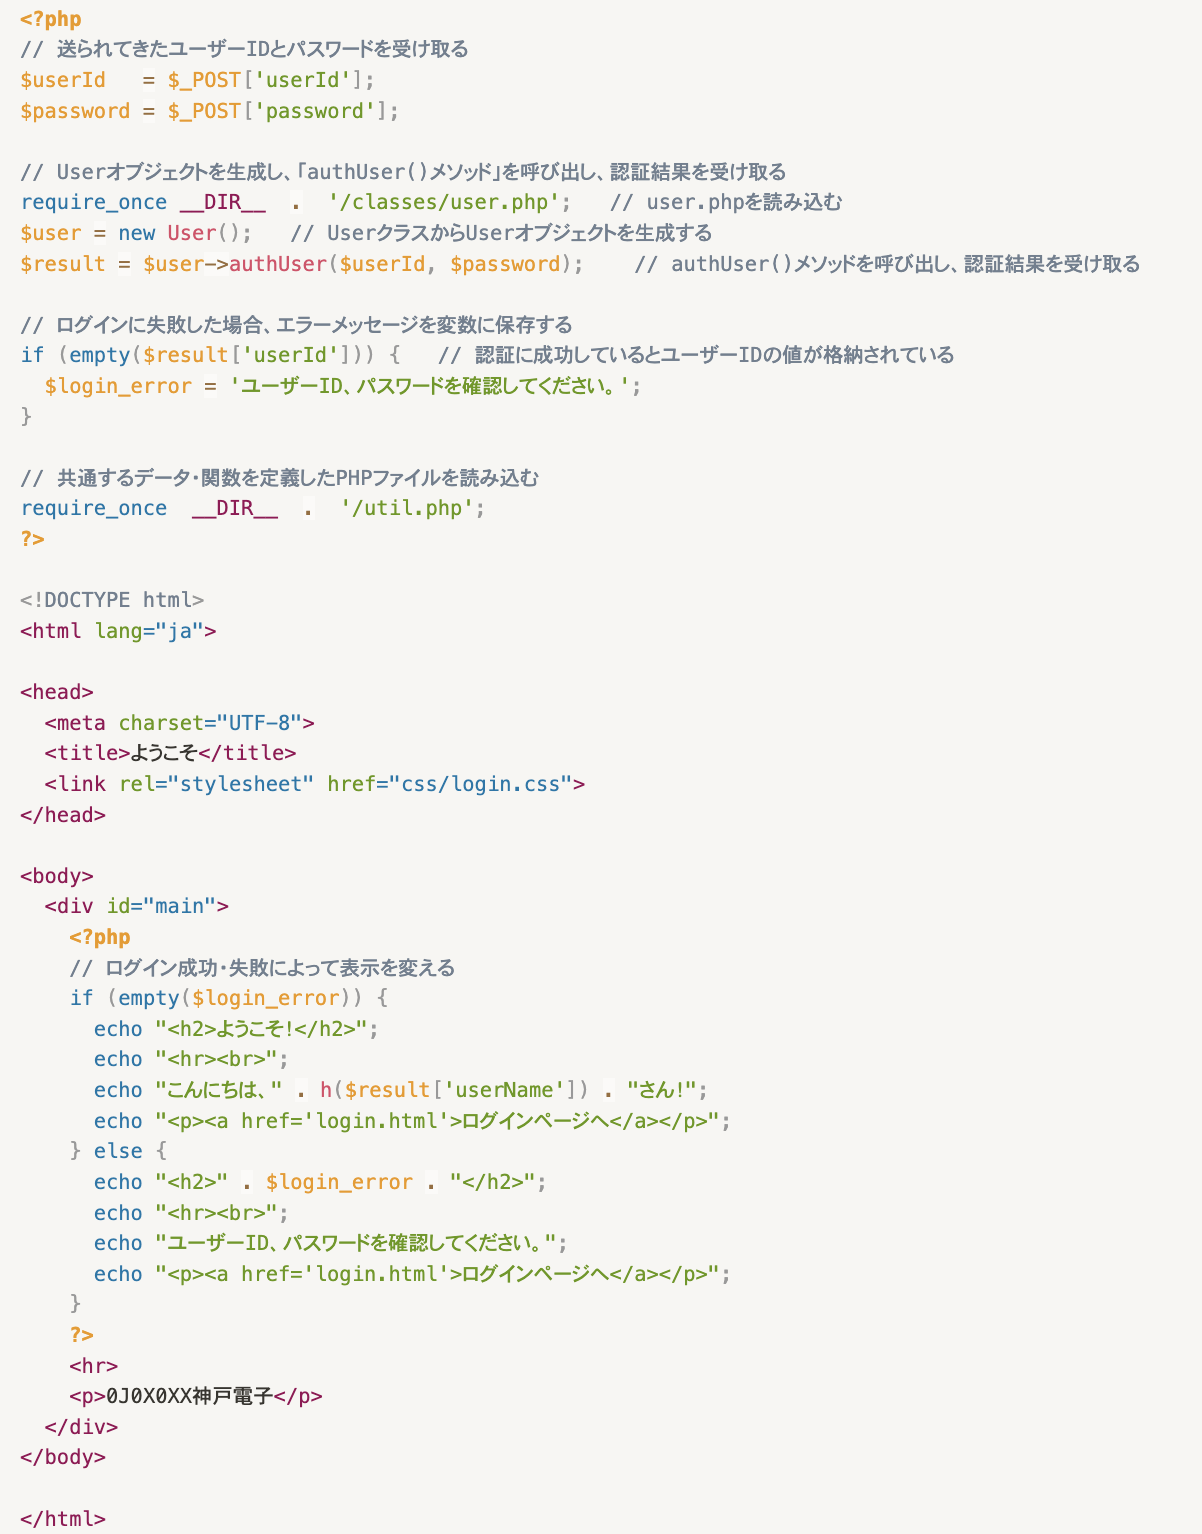 <?php
// 送られてきたユーザーIDとパスワードを受け取る
$userId   = $_POST['userId'];
$password = $_POST['password'];

// Userオブジェクトを生成し、「authUser()メソッド」を呼び出し、認証結果を受け取る
require_once __DIR__  .  '/classes/user.php';   // user.phpを読み込む
$user = new User();   // UserクラスからUserオブジェクトを生成する
$result = $user->authUser($userId, $password);    // authUser()メソッドを呼び出し、認証結果を受け取る

// ログインに失敗した場合、エラーメッセージを変数に保存する
if (empty($result['userId'])) {   // 認証に成功しているとユーザーIDの値が格納されている
  $login_error = 'ユーザーID、パスワードを確認してください。';
}

// 共通するデータ・関数を定義したPHPファイルを読み込む
require_once  __DIR__  .  '/util.php';
?>

<!DOCTYPE html>
<html lang="ja">

<head>
  <meta charset="UTF-8">
  <title>ようこそ</title>
  <link rel="stylesheet" href="css/login.css">
</head>

<body>
  <div id="main">
    <?php
    // ログイン成功・失敗によって表示を変える
    if (empty($login_error)) {
      echo "<h2>ようこそ!</h2>";
      echo "<hr><br>";
      echo "こんにちは、" . h($result['userName']) . "さん!";
      echo "<p><a href='login.html'>ログインページへ</a></p>";
    } else {
      echo "<h2>" . $login_error . "</h2>";
      echo "<hr><br>";
      echo "ユーザーID、パスワードを確認してください。";
      echo "<p><a href='login.html'>ログインページへ</a></p>";
    }
    ?>
    <hr>
    <p>0J0X0XX神戸電子</p>
  </div>
</body>

</html>